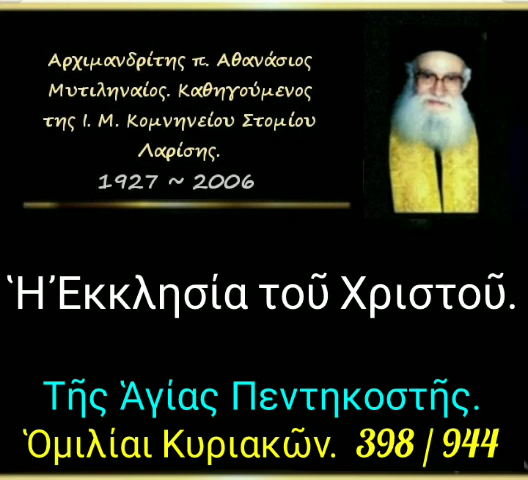 Αρχιμανδρίτης π. Αθανάσιος
Μυτιληναίος. Καθηγούμενος
της Ι. Μ. Κομνηνείου Στομίου
Λαρίσης.
1927 ~ 2006
Ἡ Ἐκκλησία τοῦ Χριστοῦ.
Τῆς Ἁγίας Πεντηκοστῆς.
Ὁμιλίαι Κυριακῶν. 398 / 944